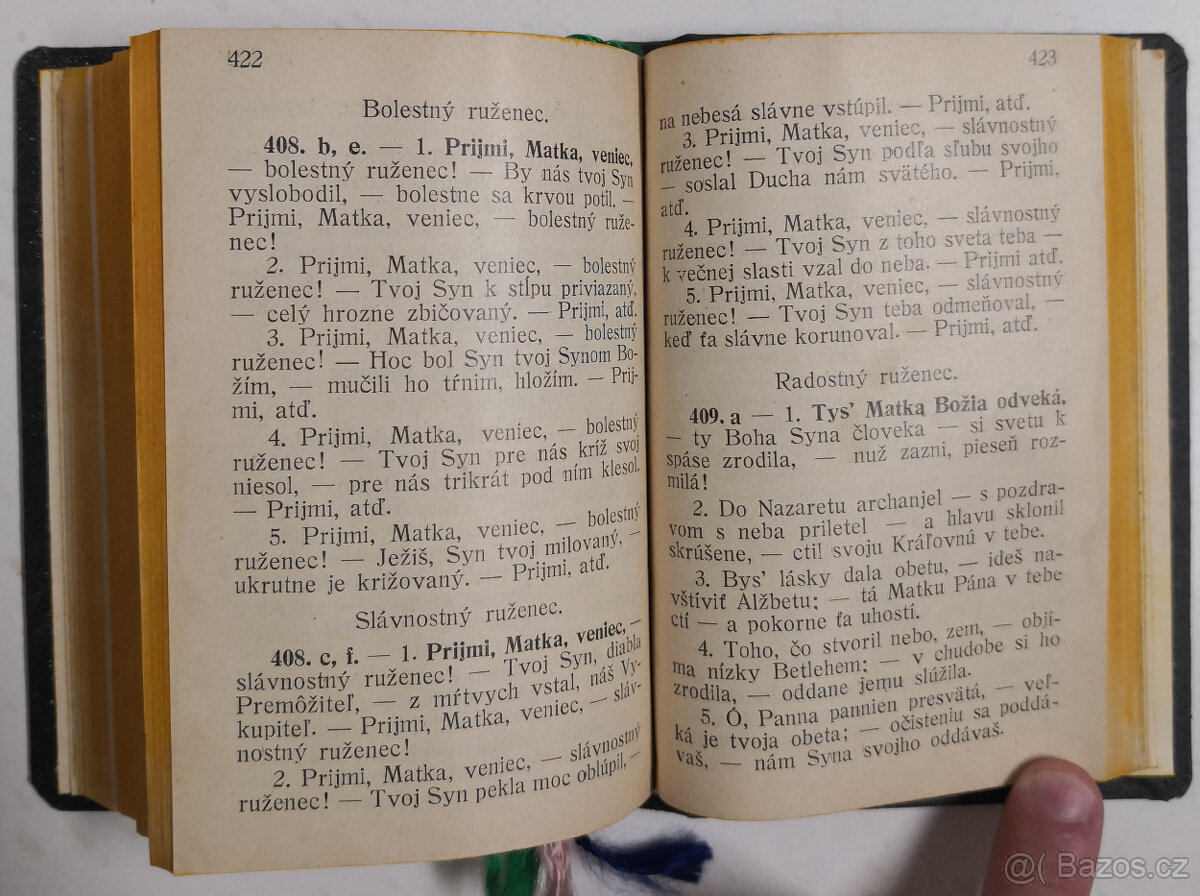 422
Bolestný ruženec.
408. b, e. — 1. Prijmi, Matka, veniec,
— bolestný ruženec! — By nás tvoj Syn
vyslobodil, — bolestne sa krvou potil. —
Prijmi, Matka, veniec, — bolestný ruže-
nec!
2. Prijmi, Matka, veniec, — bolestný
ruženec! — Tvoj Syn k stĺpu priviazaný,
— celý hrozne zbičovaný. — Prijmi, atď.
3. Prijmi, Matka, veniec, — bolestný
ruženec! — Hoc bol Syn tvoj Synom Bo-
žím, — mučili ho tŕním, hložím. — Prij-
mi, atď.
4. Prijmi, Matka, veniec, — bolestný
ruženec! — Tvoj Syn pre nás kríž svoj
niesol, — pre nás trikrát pod ním klesol.
— Prijmi, atď.
5. Prijmi, Matka, veniec, — bolestný
ruženec! — Ježiš, Syn tvoj milovaný, —
ukrutne je križovaný. — Prijmi, atď.
Slávnostný ruženec.
408. c, f. — 1. Prijmi, Matka, veniec, —
slávnostný ruženec! — Tvoj Syn, diabla
Premôžiteľ, — z mŕtvych vstal, náš Vy-
kupiteľ. — Prijmi, Matka, veniec, — sláv-
nostný ruženec!
2. Prijmi, Matka, veniec, — slávnostný
ruženec! — Tvoj Syn pekla moc oblúpil, —
423
na nebesá slávne vstúpil. — Prijmi, atď.
3. Prijmi, Matka, veniec, — slávnostný
ruženec! — Tvoj Syn podľa sľubu svojho
— soslal Ducha nám svätého. — Prijmi,
atď.
4. Prijmi, Matka, veniec, — slávnostný
ruženec! — Tvoj Syn z toho sveta teba —
k večnej slasti vzal do neba. — Prijmi atď.
5. Prijmi, Matka, veniec, — slávnostný
ruženec! — Tvoj Syn teba odmeňoval, —
keď ťa slávne korunoval. — Prijmi, atď.
Radostný ruženec.
409. a — 1. Tys’ Matka Božia odveká,
— ty Boha Syna človeka — si svetu k
spáse zrodila, — nuž zazni, pieseň roz-
milá!
2. Do Nazaretu archanjel — s pozdra-
vom s neba priletel — a hlavu sklonil
skrúšene, — ctil svoju Kráľovnú v tebe.
3. Bys’ lásky dala obetu, — ideš na-
vštíviť Alžbetu; — tá Matku Pána v tebe
ctí — a pokorne ťa uhostí.
4. Toho, čo stvoril nebo, zem, — objí-
ma nízky Betlehem; — v chudobe si ho
zrodila, — oddane jemu slúžila.
5. Ó, Panna pannien presvätá, — veľ-
ká je tvoja obeta; — očisteniu sa poddá-
vaš, — nám Syna svojho oddávaš.
@( Bazos.cz